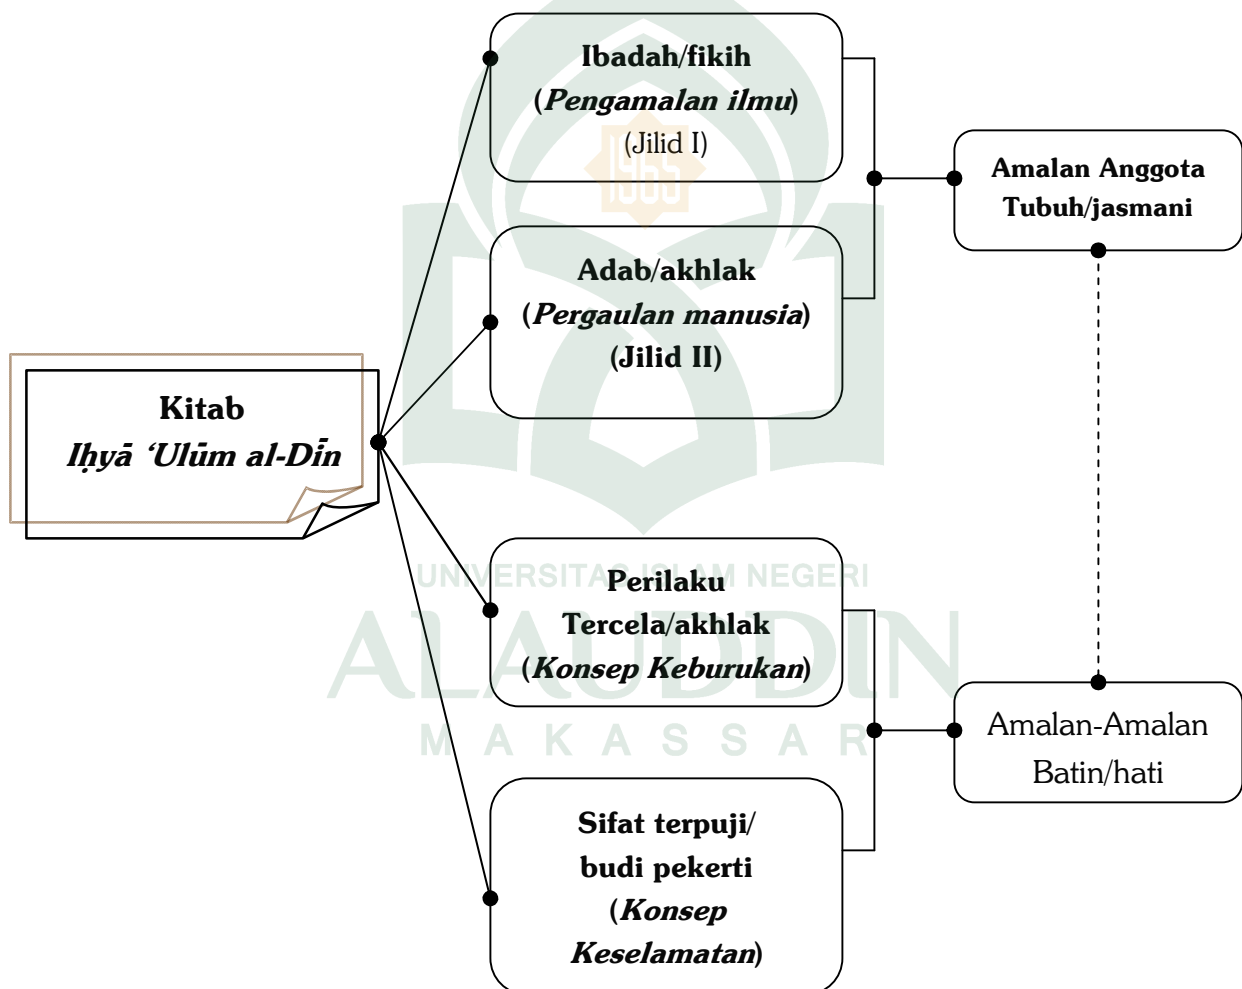 Kitab
Iḥyā ‘Ulūm al-Dīn
Ibadah/fikih
(Pengamalan ilmu)
(Jilid I)
Adab/akhlak
(Pergaulan manusia)
(Jilid II)
Perilaku
Tercela/akhlak
(Konsep Keburukan)
Sifat terpuji/
budi pekerti
(Konsep
Keselamatan)
Amalan Anggota
Tubuh/jasmani
Amalan-Amalan
Batin/hati
1965
UNIVERSITAS ISLAM NEGERI
ALAUDDIN
MAKASSAR